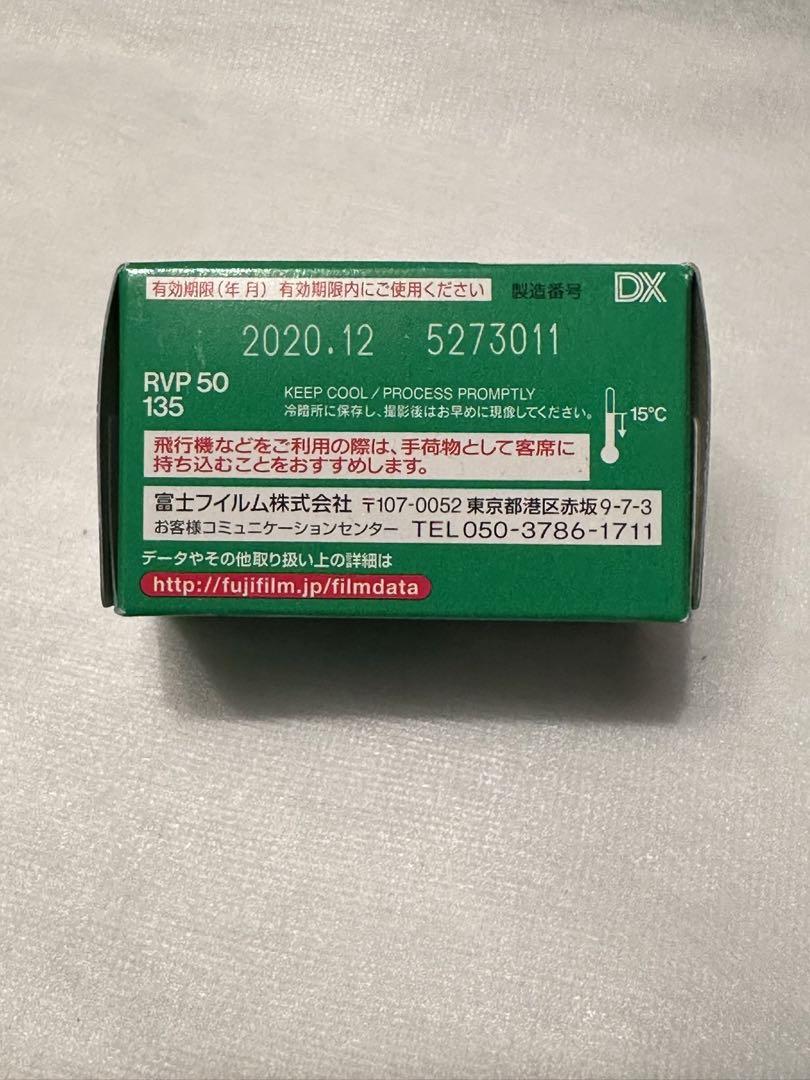 有効期限(年月) 有効期限内にご使用ください 製造番号 DX
2020.12 5273011
RVP 50
135
KEEP COOL/PROCESS PROMPTLY
冷暗所に保存し、撮影後はお早めに現像してください。
15°C
飛行機などをご利用の際は、手荷物として客席に
持ち込むことをおすすめします。
富士フイルム株式会社 〒107-0052 東京都港区赤坂9-7-3
お客様コミュニケーションセンター TEL 050-3786-1711
データやその他取り扱い上の詳細は
http://fujifilm.jp/filmdata